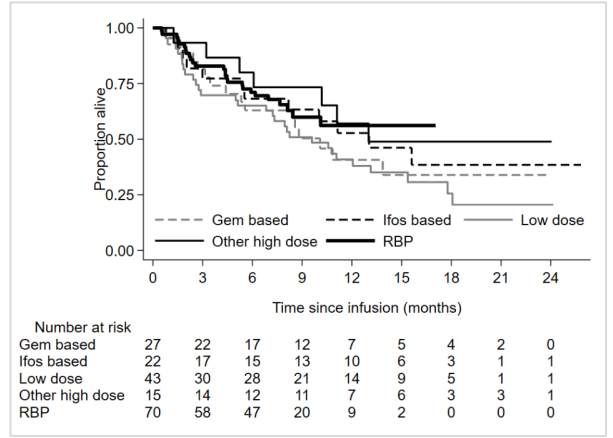 1.00
0.75
0.50
0.25
0.00
Proportion alive
Gem based Ifos based Low dose
Other high dose RBP
0 3 6 9 12 15 18 21 24
Time since infusion (months)
Number at risk
Gem based 27 22 17 12 7 5 4 2 0
Ifos based 22 17 15 13 10 6 3 1 1
Low dose 43 30 28 21 14 9 5 1 1
Other high dose 15 14 12 11 7 6 3 3 1
RBP 70 58 47 20 9 2 0 0 0